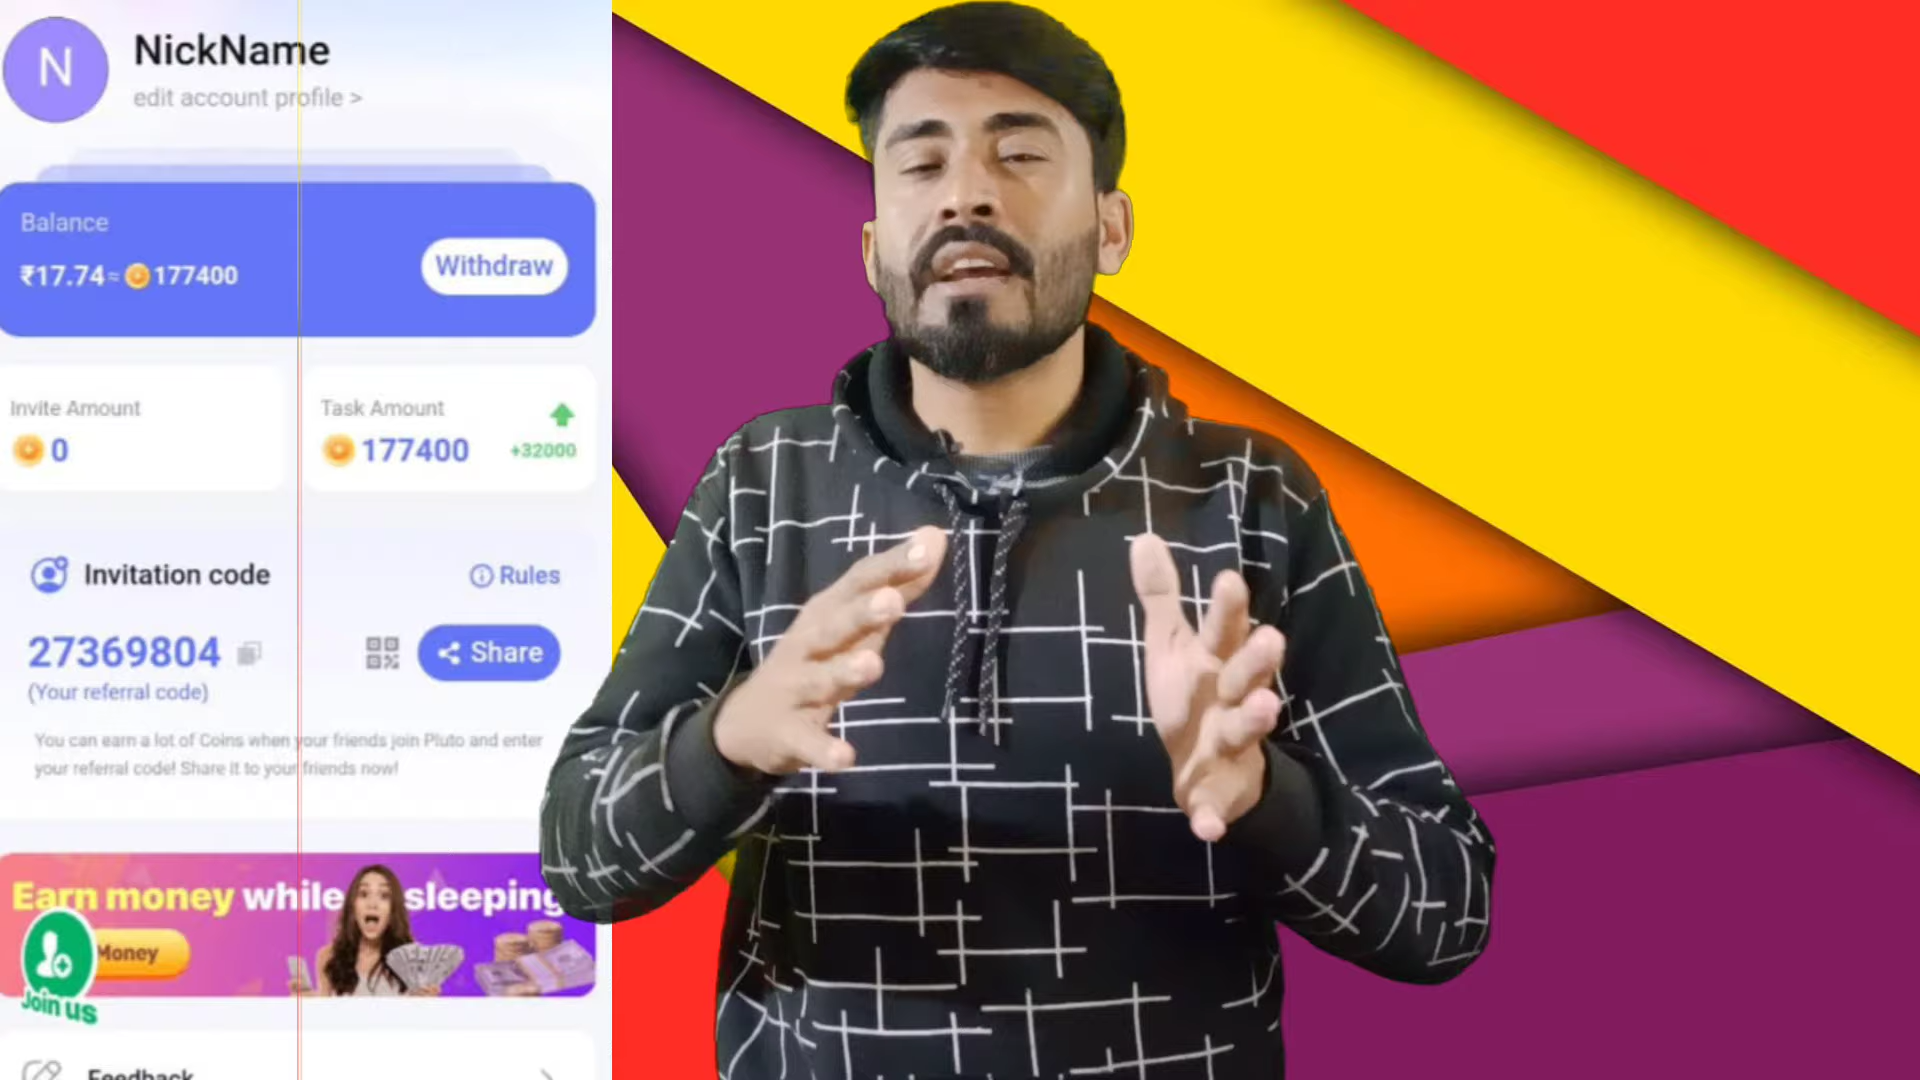 N
NickName
edit account profile >
Balance
₹17.74≈177400
Withdraw
Invite Amount
0
Task Amount
177400
+32000
Invitation code
Rules
27369804
Share
(Your referral code)
You can earn a lot of Coins when your friends join Pluto and enter
your referral code! Share it to your friends now!
Earn money while sleeping
Money
Join us
Feedback